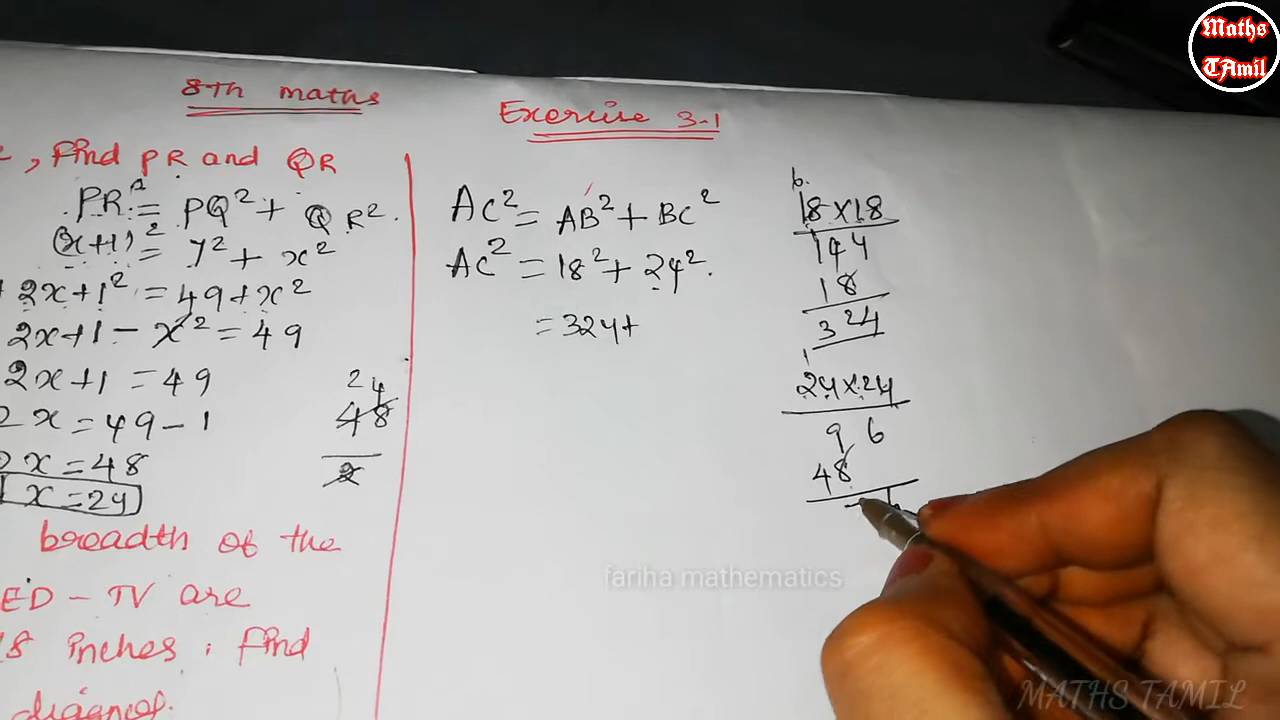 Maths
TAmil
8th maths
Exercise 3.1
, Find PR and QR
PR² = PQ² + QR².
(x+1)² = 7² + x²
2x+1² = 49+x²
2x+1 - x² = 49
2x+1 = 49
2x = 49-1
2x = 48
x = 24
24
48
2
breadth of the
ED - TV are
18 inches . find
AC² = AB² + BC²
AC² = 18² + 24².
= 324+
6
18×18
144
18
324
1
24×24
96
48
fariha mathematics
MATHS TAMIL